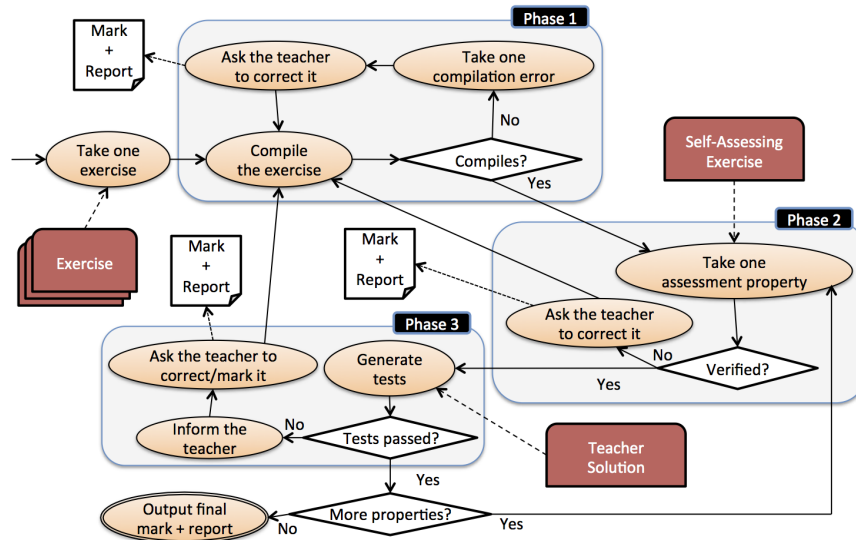 Phase 1
Mark
+
Report
Ask the teacher
to correct it
Take one
compilation error
No
Take one
exercise
Compile
the exercise
Compiles?
Yes
Self-Assessing
Exercise
Phase 2
Exercise
Mark
+
Report
Mark
+
Report
Take one
assessment property
Ask the teacher
to correct it
No
Verified?
Yes
Phase 3
Ask the teacher to
correct/mark it
Generate
tests
Inform the
teacher
No
Tests passed?
Teacher
Solution
Yes
Output final
mark + report
No
More properties?
Yes